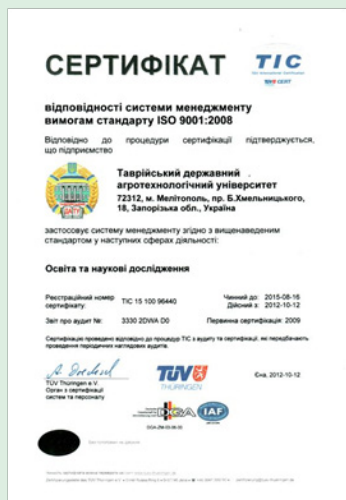 СЕРТИФІКАТ
TIC
TÜV International Certification
TÜV CERT
відповідності системи менеджменту
вимогам стандарту ISO 9001:2008
Відповідно до процедури сертифікації підтверджується,
що підприємство
Таврійський державний
агротехнологічний університет
72312, м. Мелітополь, пр. Б.Хмельницького,
18, Запорізька обл., Україна
застосовує систему менеджменту згідно з вищенаведеним
стандартом у наступних сферах діяльності:
Освіта та наукові дослідження
Реєстраційний номер сертифікату: TIC 15 100 96440
Чинний до: 2015-08-16
Дійсний з: 2012-10-12
Звіт про аудит №: 3330 2DWA D0
Первинна сертифікація: 2009
Сертифікацію проведено відповідно до процедур TIC з аудиту та сертифікації, які передбачають
проведення періодичних наглядових аудитів.
TÜV Thüringen e.V.
Орган з сертифікації
систем та персоналу
TÜV
THÜRINGEN
Єна, 2012-10-12
DGA
IAF